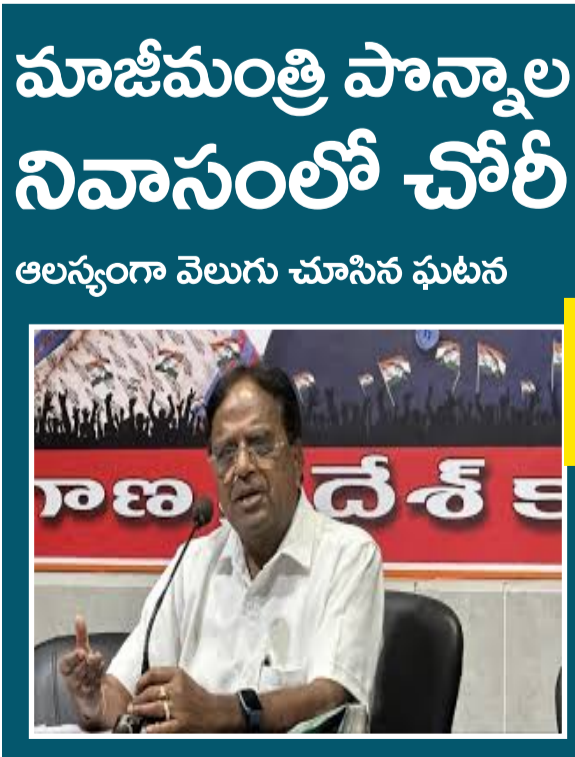 మాజీమంత్రి పొన్నాల
నివాసంలో చోరీ
ఆలస్యంగా వెలుగు చూసిన ఘటన
గాణ దేశ్ క